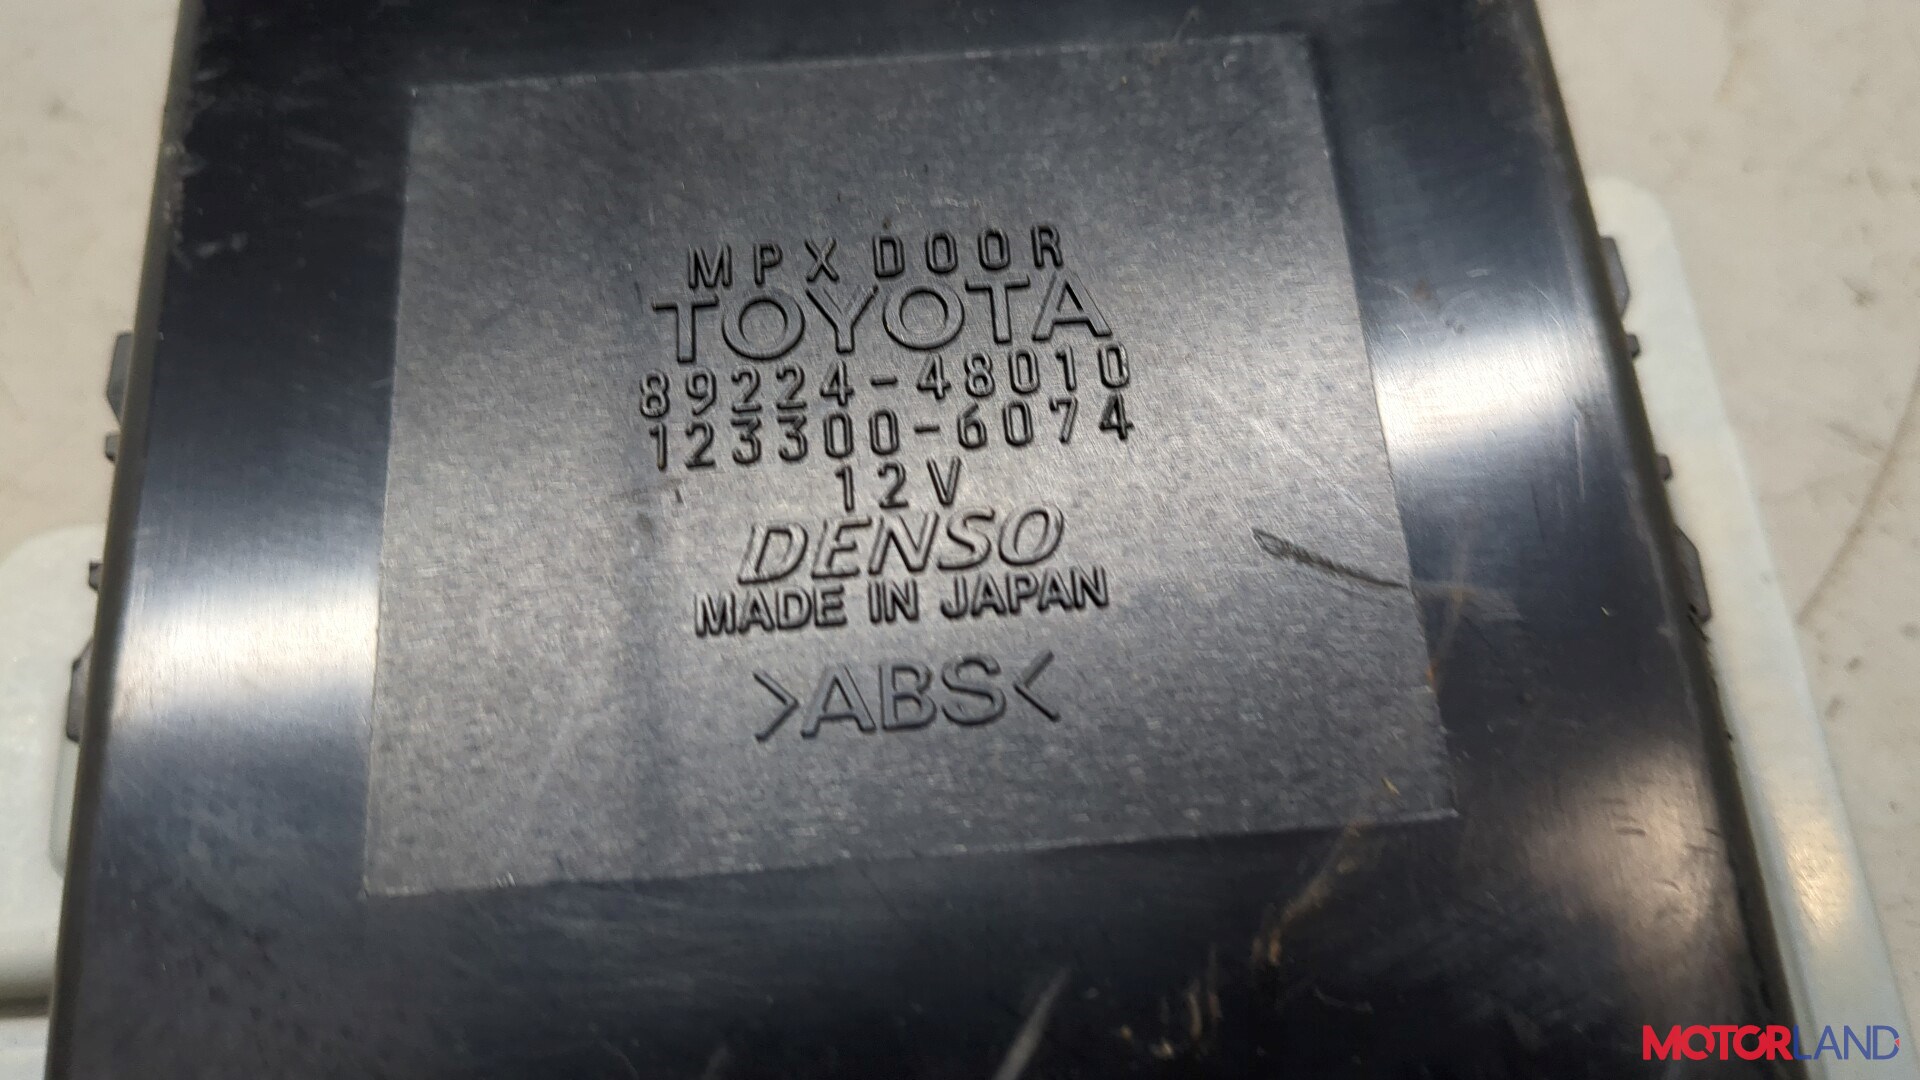 MPX DOOR
TOYOTA
89224-48010
123300-6074
12V
DENSO
MADE IN JAPAN
>ABS<
MOTORLAND